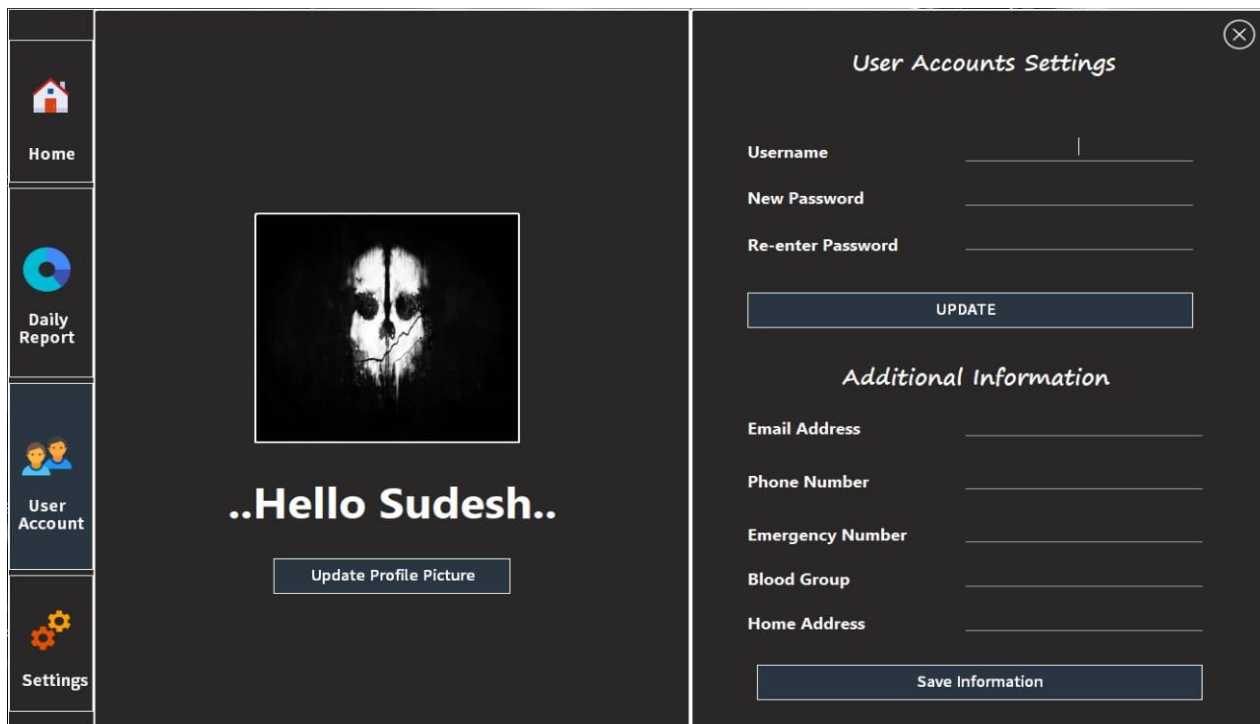 Home
Daily
Report
User
Account
Settings
..Hello Sudesh..
Update Profile Picture
User Accounts Settings
Username
New Password
Re-enter Password
UPDATE
Additional Information
Email Address
Phone Number
Emergency Number
Blood Group
Home Address
Save Information